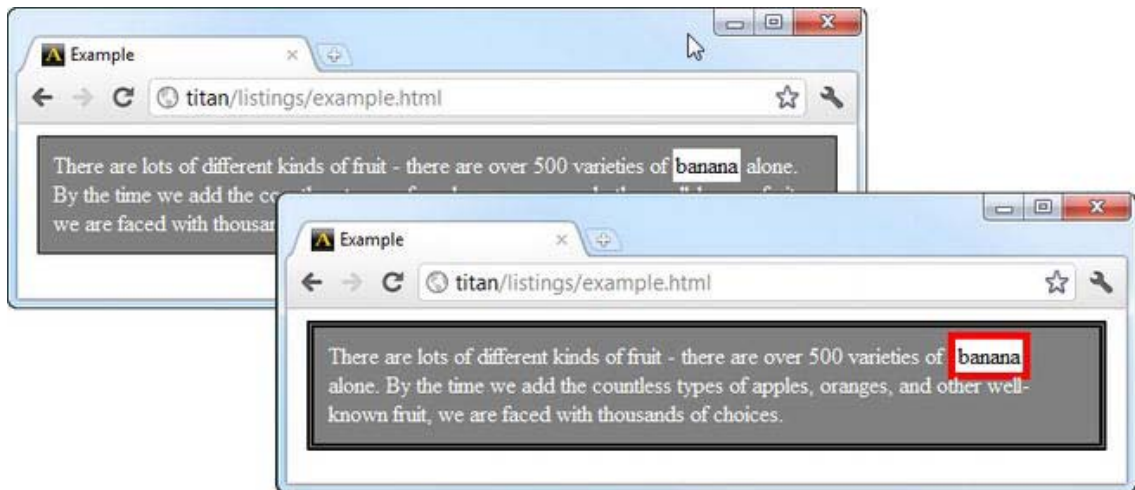 Example
titan/listings/example.html
There are lots of different kinds of fruit - there are over 500 varieties of banana alone.
By the time we add the
we are faced with
Example
titan/listings/example.html
There are lots of different kinds of fruit - there are over 500 varieties of banana
alone. By the time we add the countless types of apples, oranges, and other well-
known fruit, we are faced with thousands of choices.